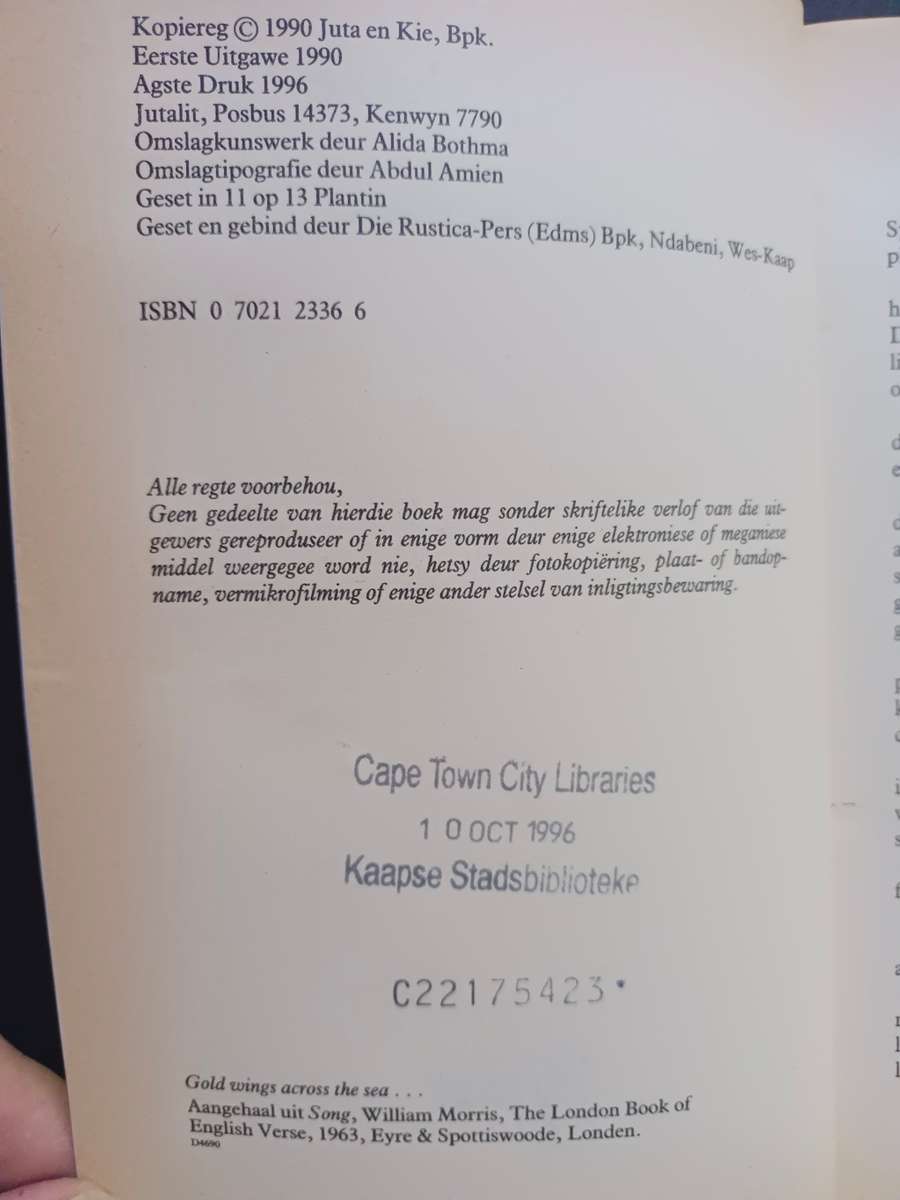 Kopiereg © 1990 Juta en Kie, Bpk.
Eerste Uitgawe 1990
Agste Druk 1996
Jutalit, Posbus 14373, Kenwyn 7790
Omslagkunswerk deur Alida Bothma
Omslagtipografie deur Abdul Amien
Geset in 11 op 13 Plantin
Geset en gebind deur Die Rustica-Pers (Edms) Bpk, Ndabeni, Wes-Kaap
ISBN 0 7021 2336 6
Alle regte voorbehou,
Geen gedeelte van hierdie boek mag sonder skriftelike verlof van die uit-
gewers gereproduseer of in enige vorm deur enige elektroniese of meganiese
middel weergegee word nie, hetsy deur fotokopiëring, plaat- of bandop-
name, vermikrofilming of enige ander stelsel van inligtingsbewaring.
Cape Town City Libraries
10 OCT 1996
Kaapse Stadsbiblioteke
C22175423
Gold wings across the sea . . .
Aangehaal uit Song, William Morris, The London Book of
English Verse, 1963, Eyre & Spottiswoode, Londen.
D4690